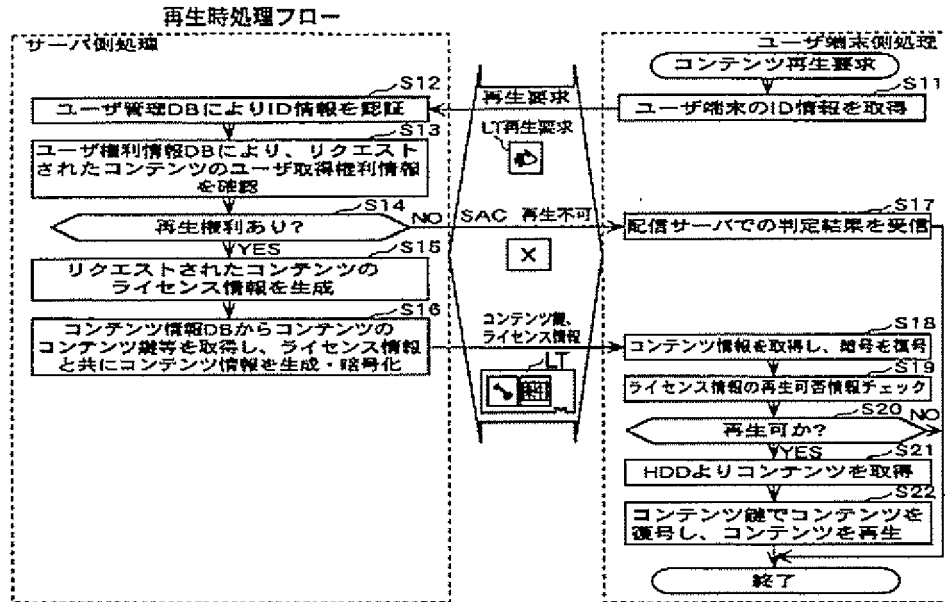 再生時処理フロー
サーバ側処理
ユーザ端末側処理
コンテンツ再生要求
S11
ユーザ端末のID情報を取得
S12
ユーザ管理DBによりID情報を認証
再生要求
LT再生要求
S13
ユーザ権利情報DBにより、リクエスト
されたコンテンツのユーザ取得権利情報
を確認
S14
再生権利あり?
NO
YES
SAC 再生不可
S17
配信サーバでの判定結果を受信
S15
リクエストされたコンテンツの
ライセンス情報を生成
S16
コンテンツ情報DBからコンテンツの
コンテンツ鍵等を取得し、ライセンス情報
と共にコンテンツ情報を生成・暗号化
コンテンツ鍵、
ライセンス情報
LT
S18
コンテンツ情報を取得し、暗号を復号
S19
ライセンス情報の再生可否情報チェック
S20
再生可か?
NO
YES
S21
HDDよりコンテンツを取得
S22
コンテンツ鍵でコンテンツを
復号し、コンテンツを再生
終了